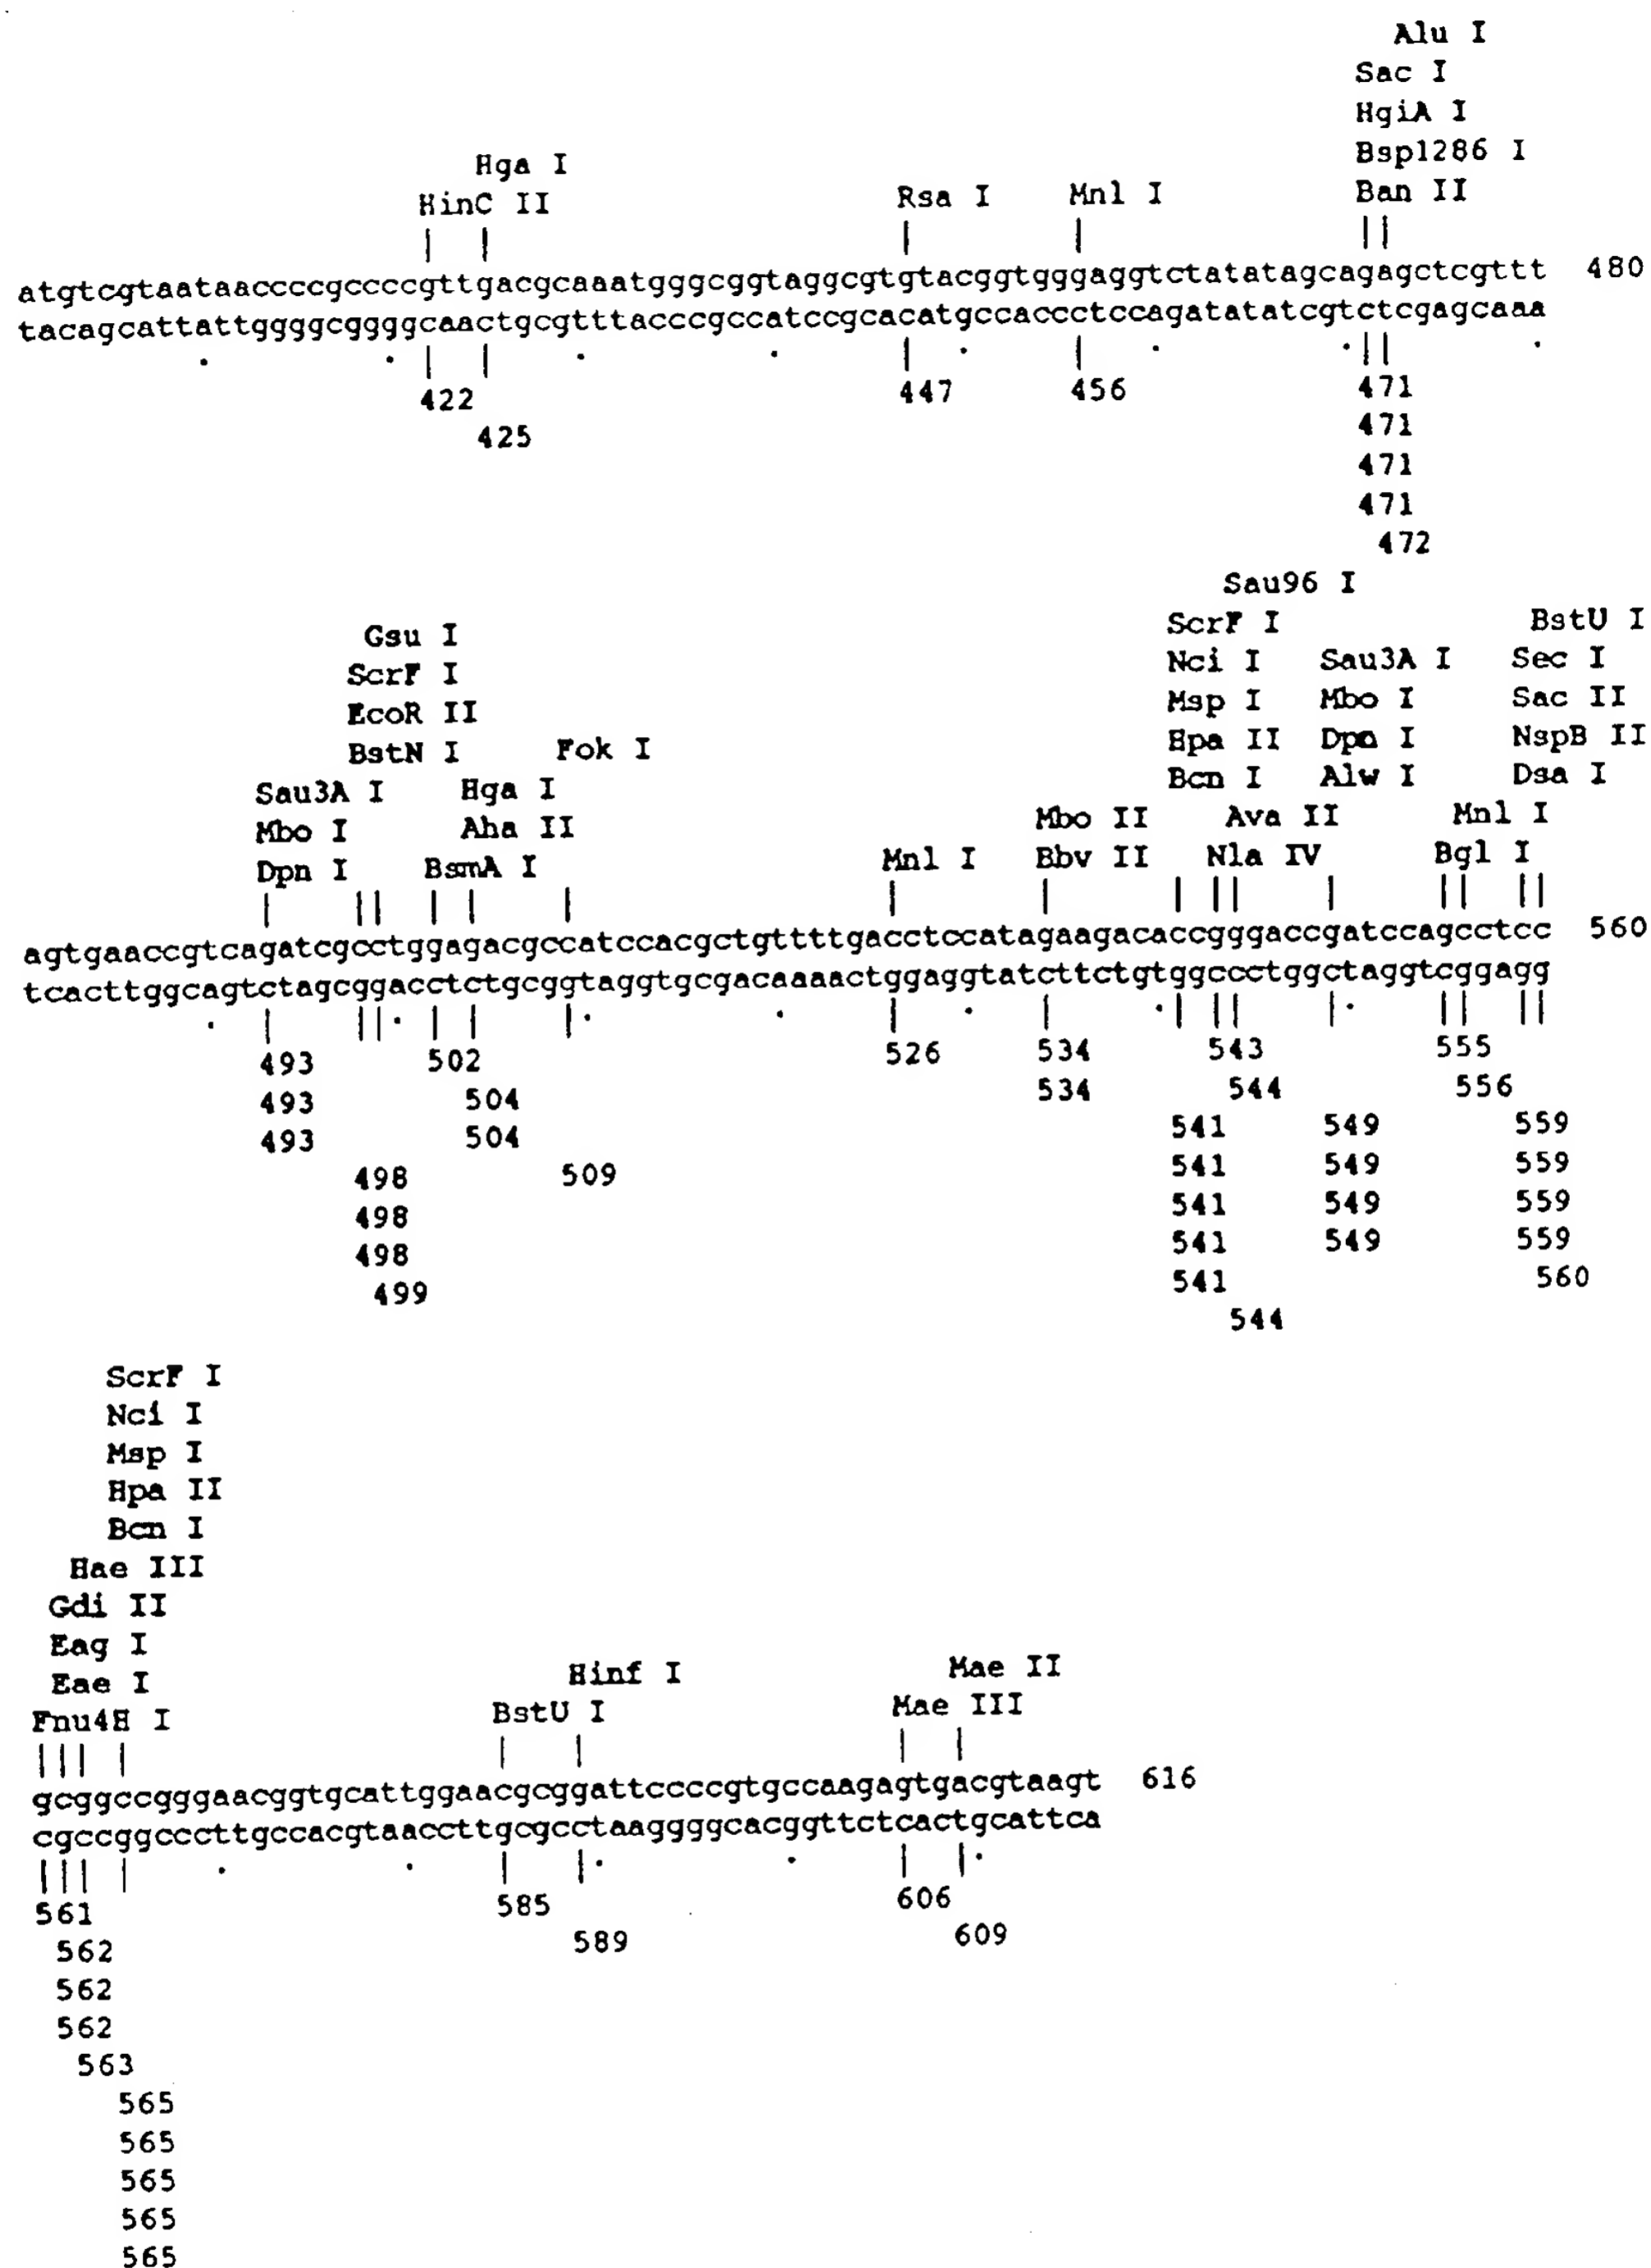 Alu I
Sac I
HgiA I
Bsp1286 I
Hga I
HinC II Rsa I Mnl I Ban II
atgtcgtaataaccccgccccgttgacgcaaatgggcggtaggcgtgtacggtgggaggtctatatagcagagctcgttt 480
tacagcattattggggcggggcaactgcgtttacccgccatccgcacatgccaccctccagatatatcgtctcgagcaaa
422 447 456 471
425 471
471
471
472
Sau96 I
ScrF I BstU I
Gsu I
Nci I Sau3A I Sec I
ScrF I
Msp I Mbo I Sac II
EcoR II
Hpa II Dpn I NspB II
BstN I Fok I
Bcn I Alw I Dsa I
Sau3A I Hga I
Mbo II Ava II Mnl I
Mbo I Aha II
Mnl I Bbv II Nla IV Bgl I
Dpn I BsmA I
agtgaaccgtcagatcgcctggagacgccatccacgctgttttgacctccatagaagacaccgggaccgatccagcctcc 560
tcacttggcagtctagcggacctctgcggtaggtgcgacaaaactggaggtatcttctgtggccctggctaggtcggagg
493 502 526 534 543 555
493 504 534 544 556
493 504 541 549 559
498 509 541 549 559
498 541 549 559
498 541 549 559
499 541 560
544
ScrF I
Nci I
Msp I
Hpa II
Bcn I
Hae III
Gdi II
Eag I
Eae I Hinf I Mae II
Fnu4H I BstU I Mae III
gcggccgggaacggtgcattggaacgcggattccccgtgccaagagtgacgtaagt 616
cgccggcccttgccacgtaaccttgcgcctaaggggcacggttctcactgcattca
561 585 606
562 589 609
562
562
563
565
565
565
565
565